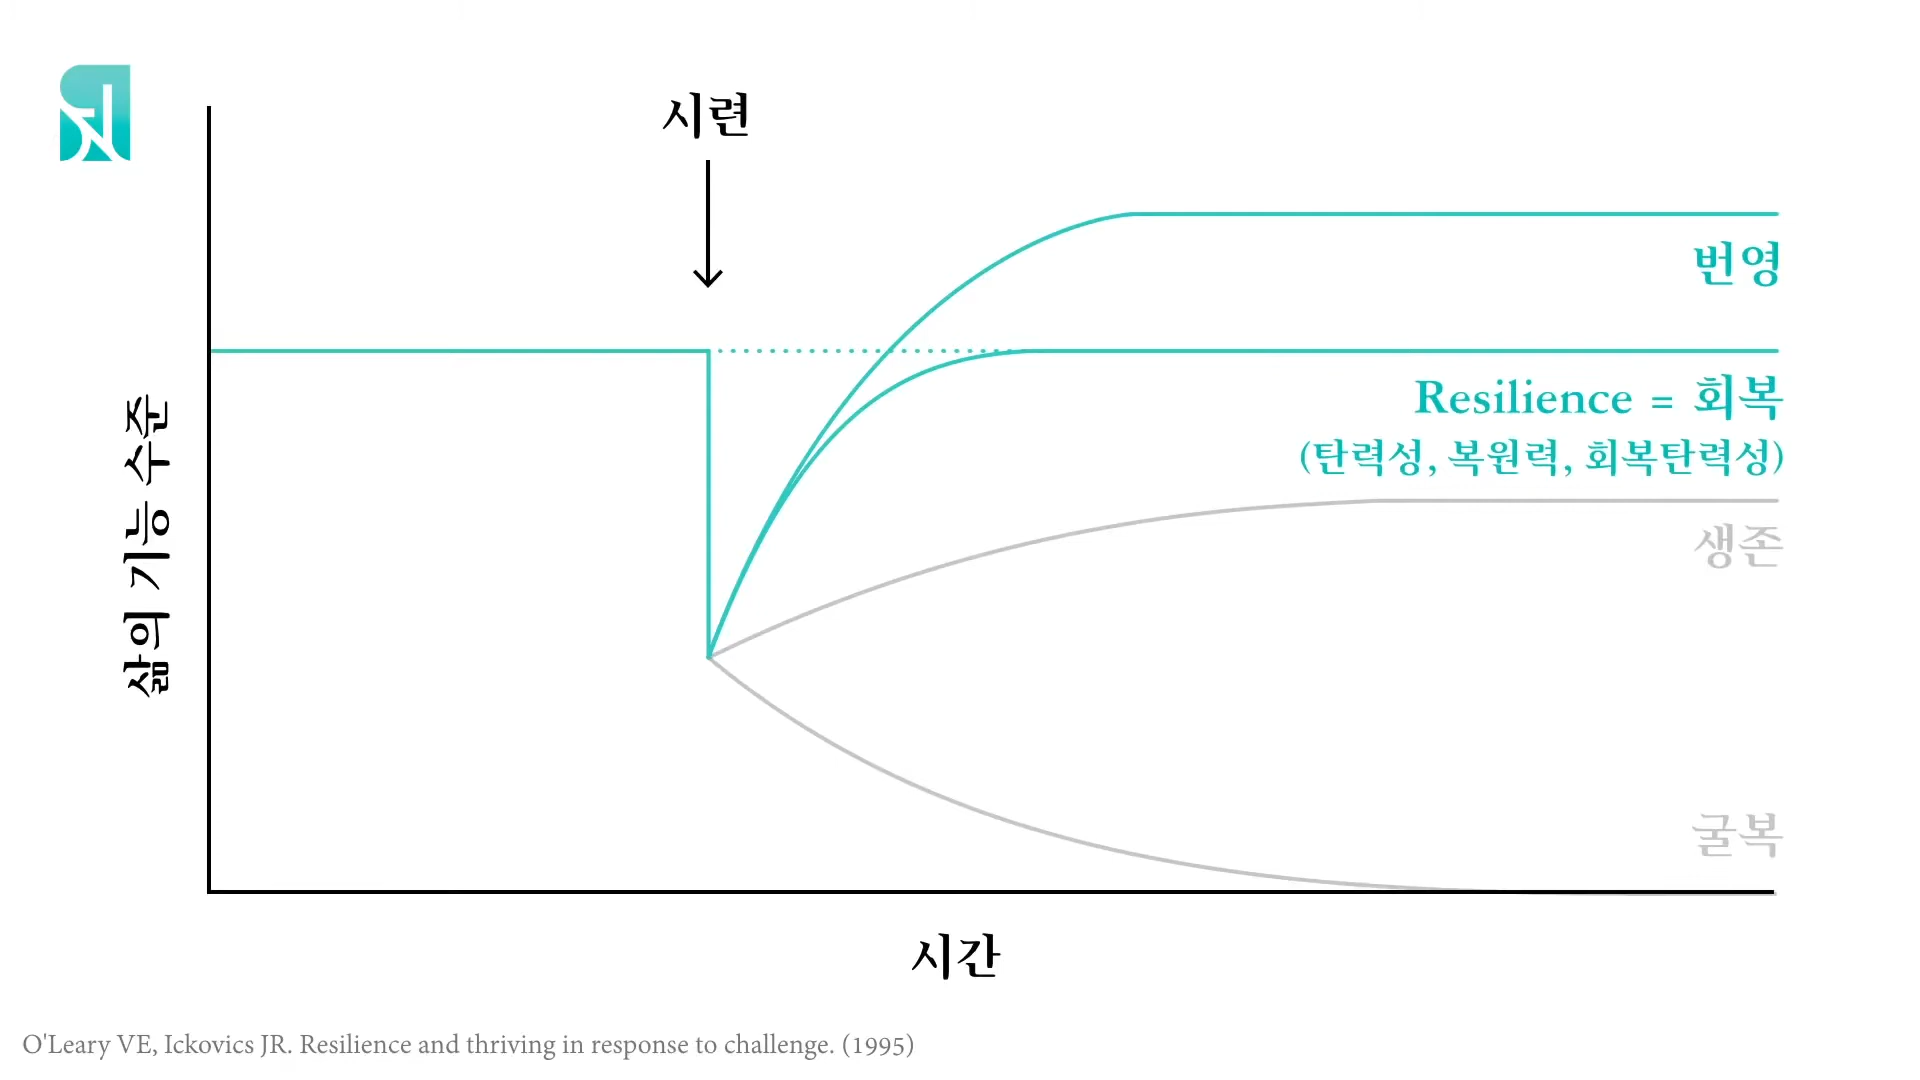 시련
번영
Resilience = 회복
(탄력성, 복원력, 회복탄력성)
생존
굴복
삶의 기능 수준
시간
O'Leary VE, Ickovics JR. Resilience and thriving in response to challenge. (1995)